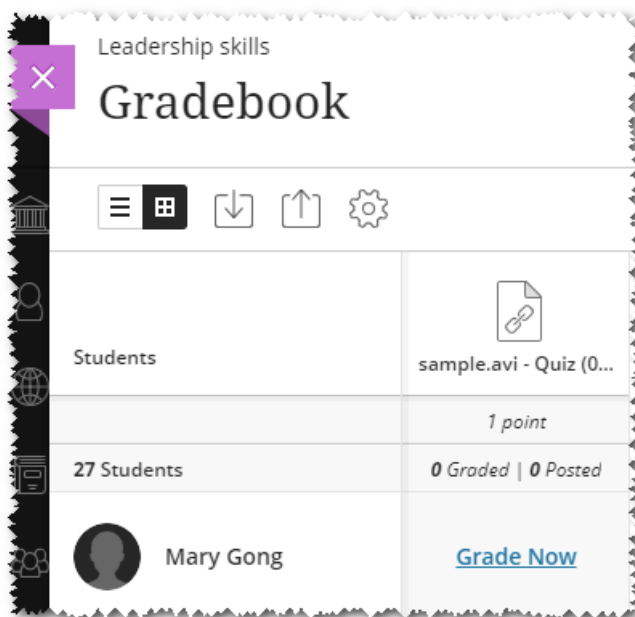 Leadership skills
Gradebook
Students
sample.avi - Quiz (0...
1 point
27 Students
0 Graded | 0 Posted
Mary Gong
Grade Now